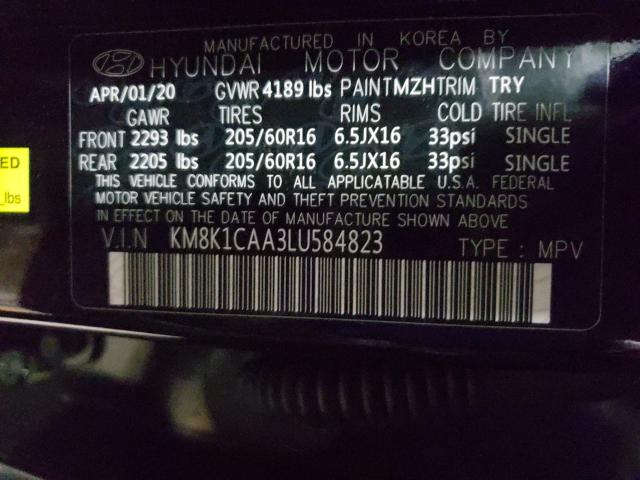 MANUFACTURED IN KOREA BY
HYUNDAI MOTOR COMPANY
APR/01/20 GVWR 4189 lbs PAINT MZH TRIM TRY
GAWR TIRES RIMS COLD TIRE INFL
FRONT 2293 lbs 205/60R16 6.5JX16 33psi SINGLE
REAR 2205 lbs 205/60R16 6.5JX16 33psi SINGLE
THIS VEHICLE CONFORMS TO ALL APPLICATABLE U.S.A. FEDERAL
MOTOR VEHICLE SAFETY AND THEFT PREVENTION STANDARDS
IN EFFECT ON THE DATE OF MANUFACTURE SHOWN ABOVE.
V.I.N KM8K1CAA3LU584823 TYPE : MPV
ED
lbs